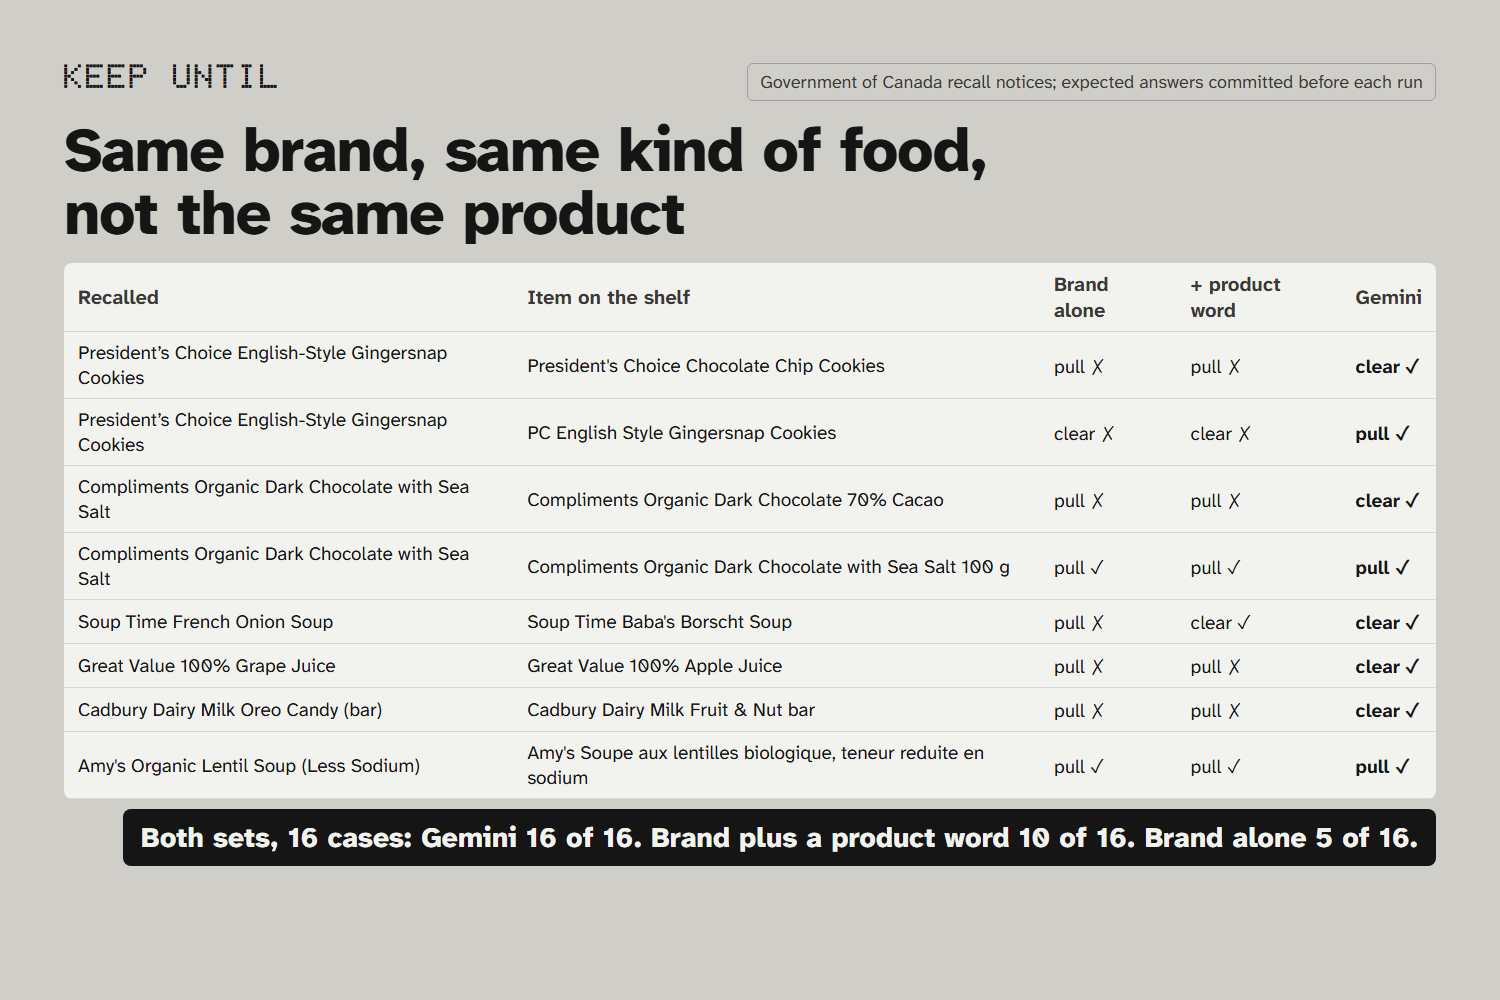 KEEP UNTIL
Government of Canada recall notices; expected answers committed before each run
Same brand, same kind of food,
not the same product
Recalled Item on the shelf Brand alone + product word Gemini
President’s Choice English-Style Gingersnap Cookies President's Choice Chocolate Chip Cookies pull ✗ pull ✗ clear ✓
President’s Choice English-Style Gingersnap Cookies PC English Style Gingersnap Cookies clear ✗ clear ✗ pull ✓
Compliments Organic Dark Chocolate with Sea Salt Compliments Organic Dark Chocolate 70% Cacao pull ✗ pull ✗ clear ✓
Compliments Organic Dark Chocolate with Sea Salt Compliments Organic Dark Chocolate with Sea Salt 100 g pull ✓ pull ✓ pull ✓
Soup Time French Onion Soup Soup Time Baba's Borscht Soup pull ✗ clear ✓ clear ✓
Great Value 100% Grape Juice Great Value 100% Apple Juice pull ✗ pull ✗ clear ✓
Cadbury Dairy Milk Oreo Candy (bar) Cadbury Dairy Milk Fruit & Nut bar pull ✗ pull ✗ clear ✓
Amy's Organic Lentil Soup (Less Sodium) Amy's Soupe aux lentilles biologique, teneur reduite en sodium pull ✓ pull ✓ pull ✓
Both sets, 16 cases: Gemini 16 of 16. Brand plus a product word 10 of 16. Brand alone 5 of 16.